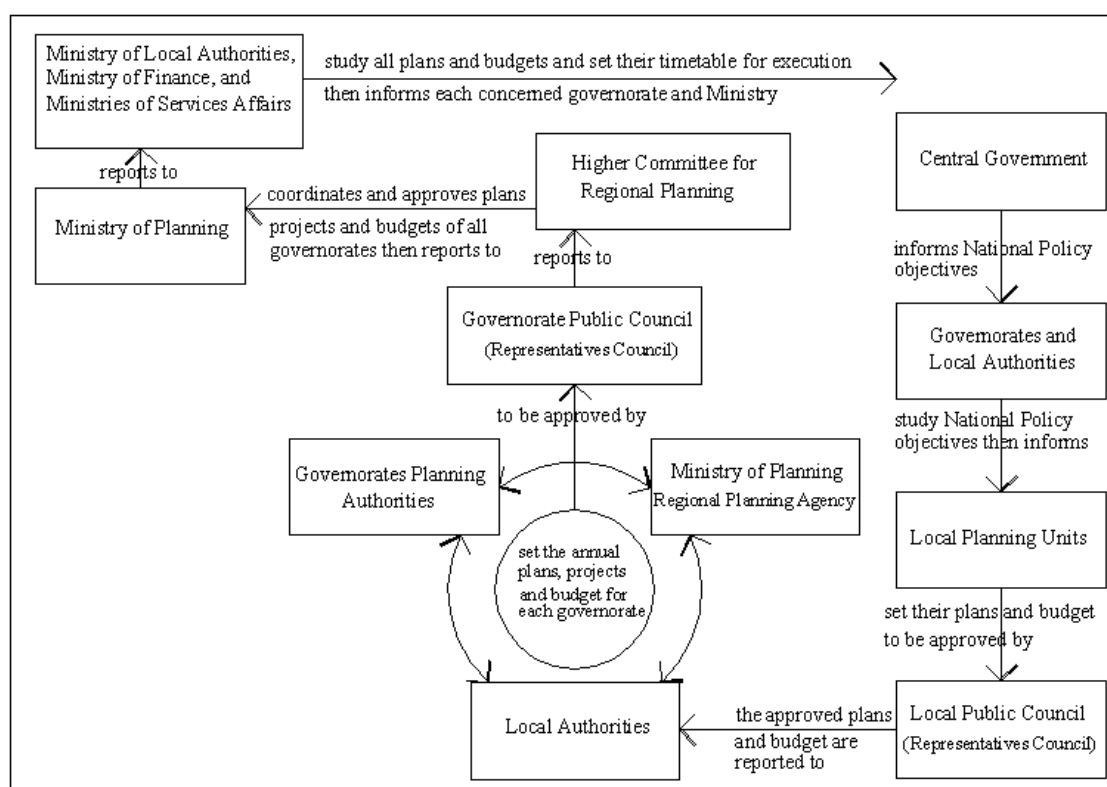 Ministry of Local Authorities,
Ministry of Finance, and
Ministries of Services Affairs
study all plans and budgets and set their timetable for execution
then informs each concerned governorate and Ministry
Central Government
reports to
Ministry of Planning
coordinates and approves plans
projects and budgets of all
governorates then reports to
Higher Committee for
Regional Planning
reports to
informs National Policy
objectives
Governorate Public Council
(Representatives Council)
Governorates and
Local Authorities
to be approved by
study National Policy
objectives then informs
Governorates Planning
Authorities
Ministry of Planning
Regional Planning Agency
Local Planning Units
set the annual
plans, projects
and budget for
each governorate
set their plans and budget
to be approved by
Local Authorities
the approved plans
and budget are
reported to
Local Public Council
(Representatives Council)